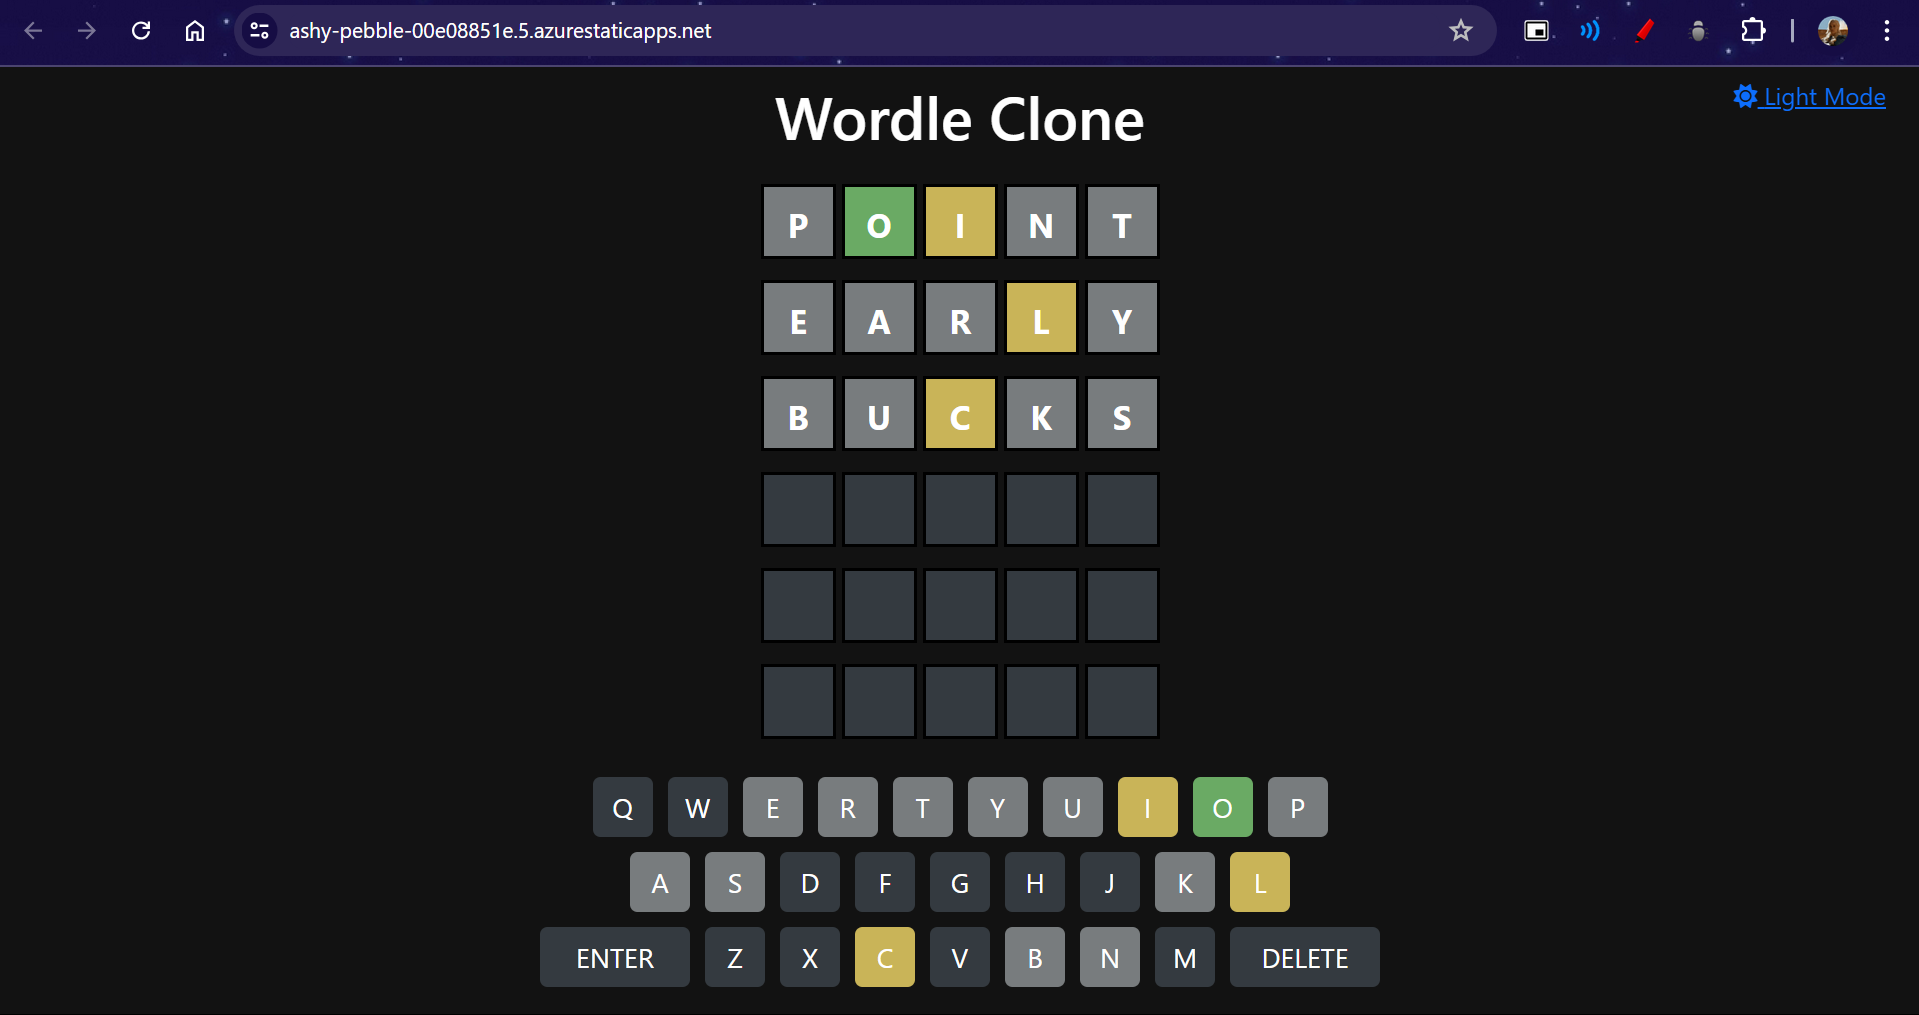 ashy-pebble-00e08851e.5.azurestaticapps.net
Light Mode
Wordle Clone
P O I N T
E A R L Y
B U C K S
Q W E R T Y U I O P
A S D F G H J K L
ENTER Z X C V B N M DELETE